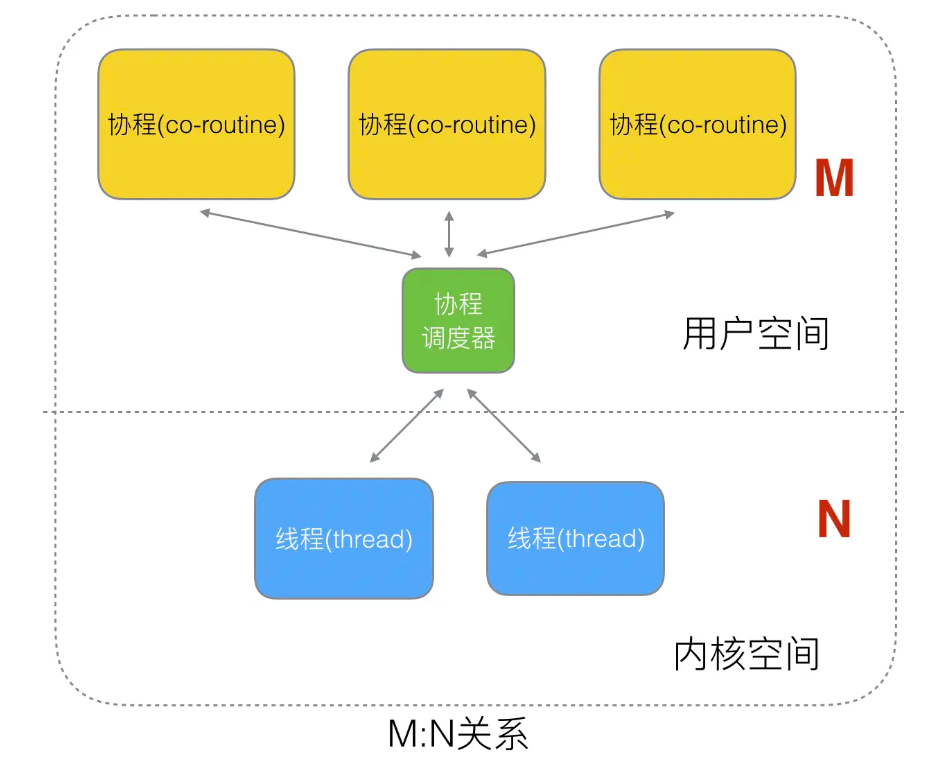 协程(co-routine)
协程(co-routine)
协程(co-routine)
M
协程
调度器
用户空间
线程(thread)
线程(thread)
N
内核空间
M:N关系